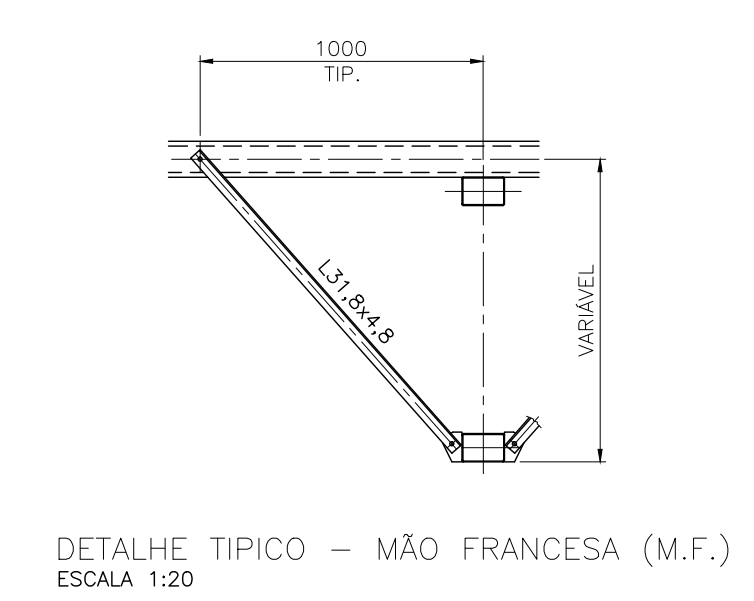 1000
TIP.
L31,8x4,8
VARIÁVEL
DETALHE TIPICO – MÃO FRANCESA (M.F.)
ESCALA 1:20